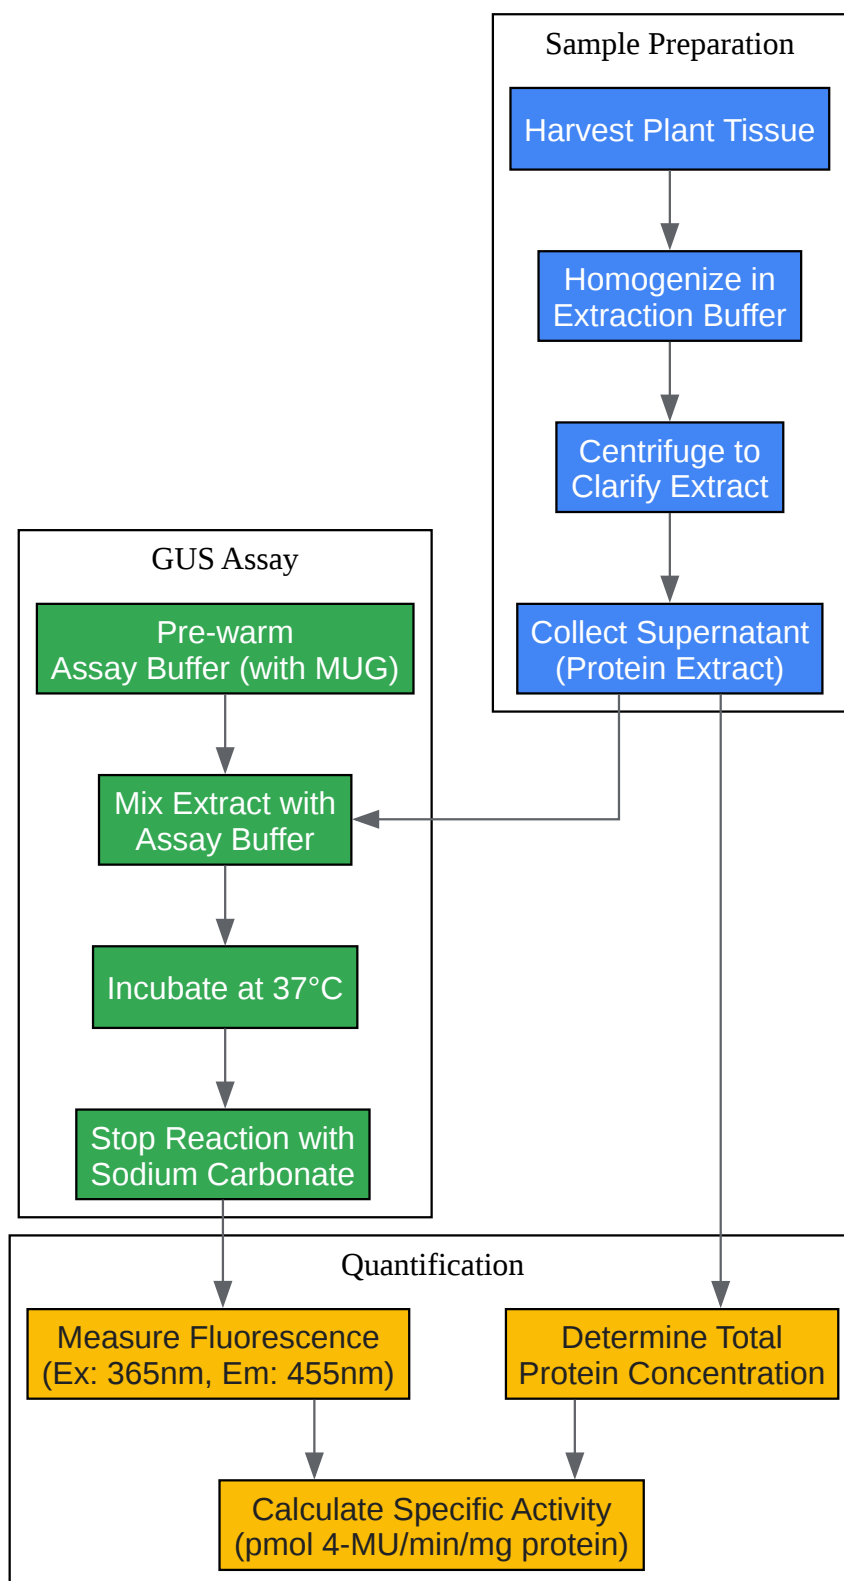 Sample Preparation
Harvest Plant Tissue
Homogenize in
Extraction Buffer
Centrifuge to
Clarify Extract
Collect Supernatant
(Protein Extract)
GUS Assay
Pre-warm
Assay Buffer (with MUG)
Mix Extract with
Assay Buffer
Incubate at 37°C
Stop Reaction with
Sodium Carbonate
Quantification
Measure Fluorescence
(Ex: 365nm, Em: 455nm)
Determine Total
Protein Concentration
Calculate Specific Activity
(pmol 4-MU/min/mg protein)